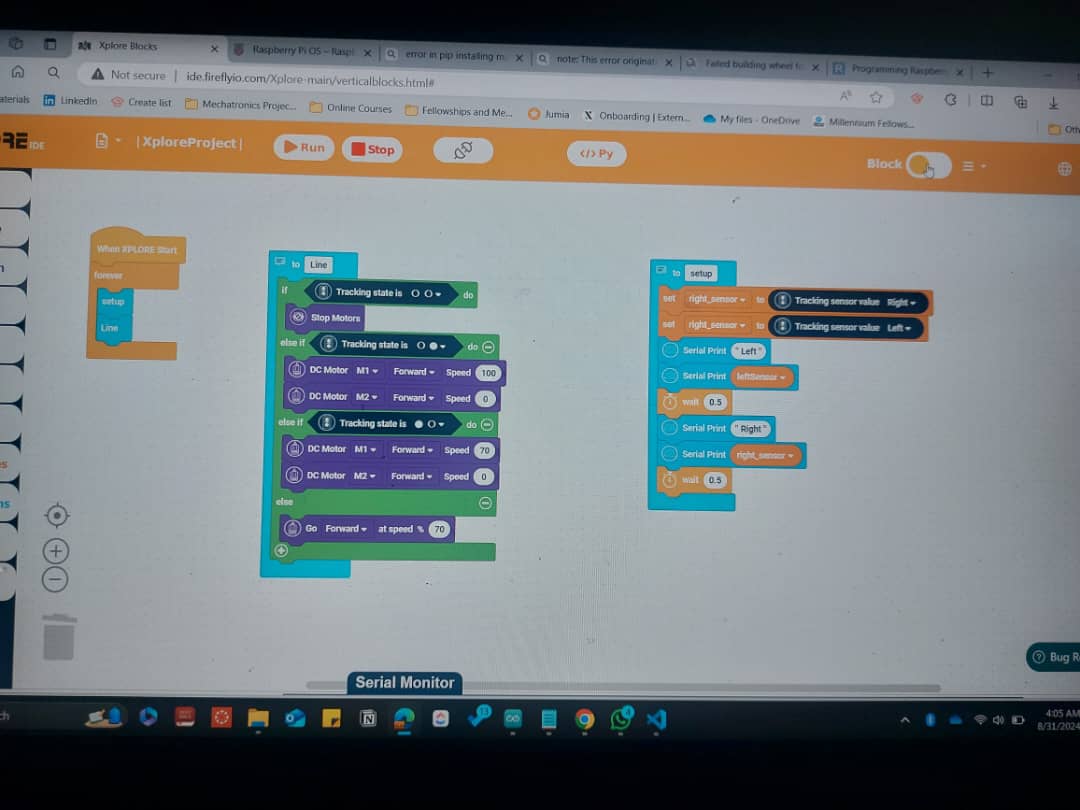 Xplore Blocks
Raspberry Pi OS – Raspb
error in pip installing m
note: This error originat
Failed building wheel fo
Programming Raspberr
Not secure | ide.fireflyio.com/Xplore-main/verticalblocks.html#
aterials
LinkedIn
Create list
Mechatronics Projec...
Online Courses
Fellowships and Me...
Jumia
X Onboarding | Extern...
My files - OneDrive
Millennium Fellows...
Oth
RE IDE
| XploreProject |
Run
Stop
</> Py
Block
When XPLORE Start
forever
setup
Line
to Line
if Tracking state is do
Stop Motors
else if Tracking state is do
DC Motor M1 Forward Speed 100
DC Motor M2 Forward Speed 0
else if Tracking state is do
DC Motor M1 Forward Speed 70
DC Motor M2 Forward Speed 0
else
Go Forward at speed % 70
to setup
set right_sensor to Tracking sensor value Right
set right_sensor to Tracking sensor value Left
Serial Print " Left "
Serial Print leftSensor
wait 0.5
Serial Print " Right "
Serial Print right_sensor
wait 0.5
Bug R
Serial Monitor
ch
13
4
4:05 AM
8/31/2024